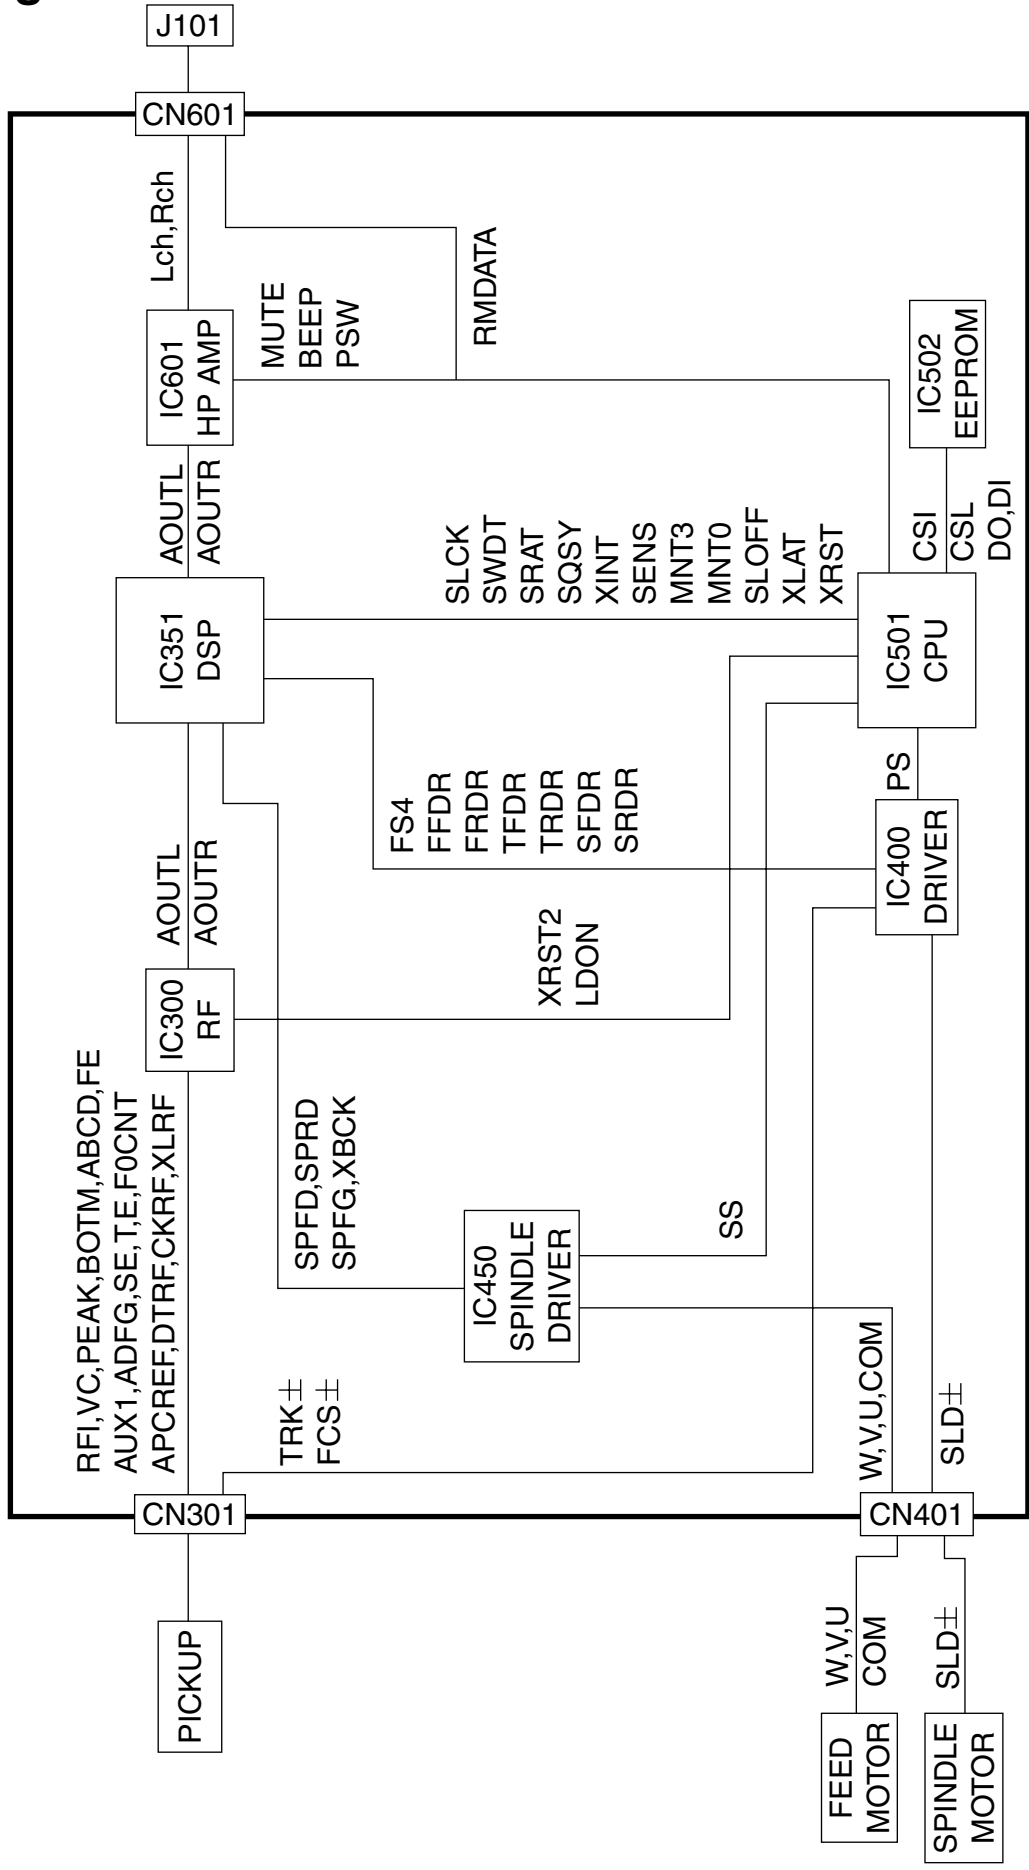 J101
CN601
Lch,Rch
IC601
HP AMP
MUTE
BEEP
PSW
RMDATA
AOUTL
AOUTR
IC351
DSP
SLCK
SWDT
SRAT
SQSY
XINT
SENS
MNT3
MNT0
SLOFF
XLAT
XRST
IC502
EEPROM
CSI
CSL
DO,DI
IC501
CPU
PS
IC400
DRIVER
FS4
FFDR
FRDR
TFDR
TRDR
SFDR
SRDR
AOUTL
AOUTR
IC300
RF
XRST2
LDON
RFI,VC,PEAK,BOTM,ABCD,FE
AUX1,ADFG,SE,T,E,F0CNT
APCREF,DTRF,CKRF,XLRF
SPFD,SPRD
SPFG,XBCK
IC450
SPINDLE
DRIVER
SS
TRK±
FCS±
W,V,U,COM
SLD±
CN301
CN401
PICKUP
W,V,U
COM
SLD±
FEED
MOTOR
SPINDLE
MOTOR